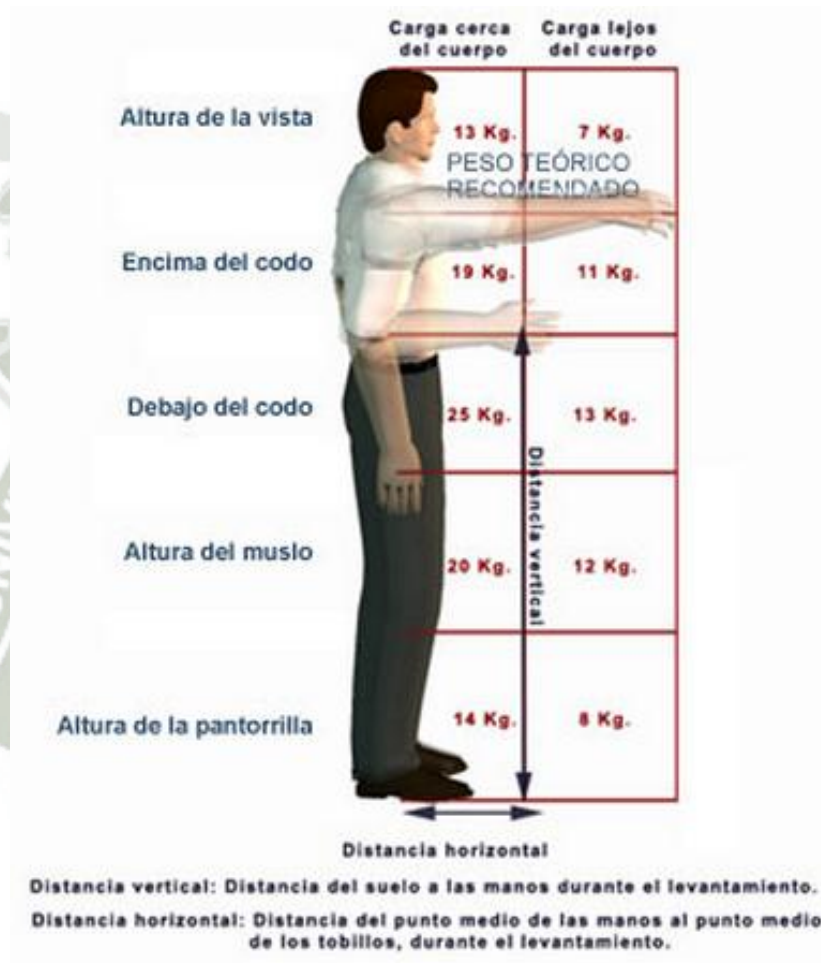 Carga cerca
del cuerpo
Carga lejos
del cuerpo
Altura de la vista
13 Kg.
7 Kg.
PESO TEÓRICO
RECOMENDADO
Encima del codo
19 Kg.
11 Kg.
Debajo del codo
25 Kg.
13 Kg.
Distancia vertical
Altura del muslo
20 Kg.
12 Kg.
Altura de la pantorrilla
14 Kg.
8 Kg.
Distancia horizontal
Distancia vertical: Distancia del suelo a las manos durante el levantamiento.
Distancia horizontal: Distancia del punto medio de las manos al punto medio
de los tobillos, durante el levantamiento.